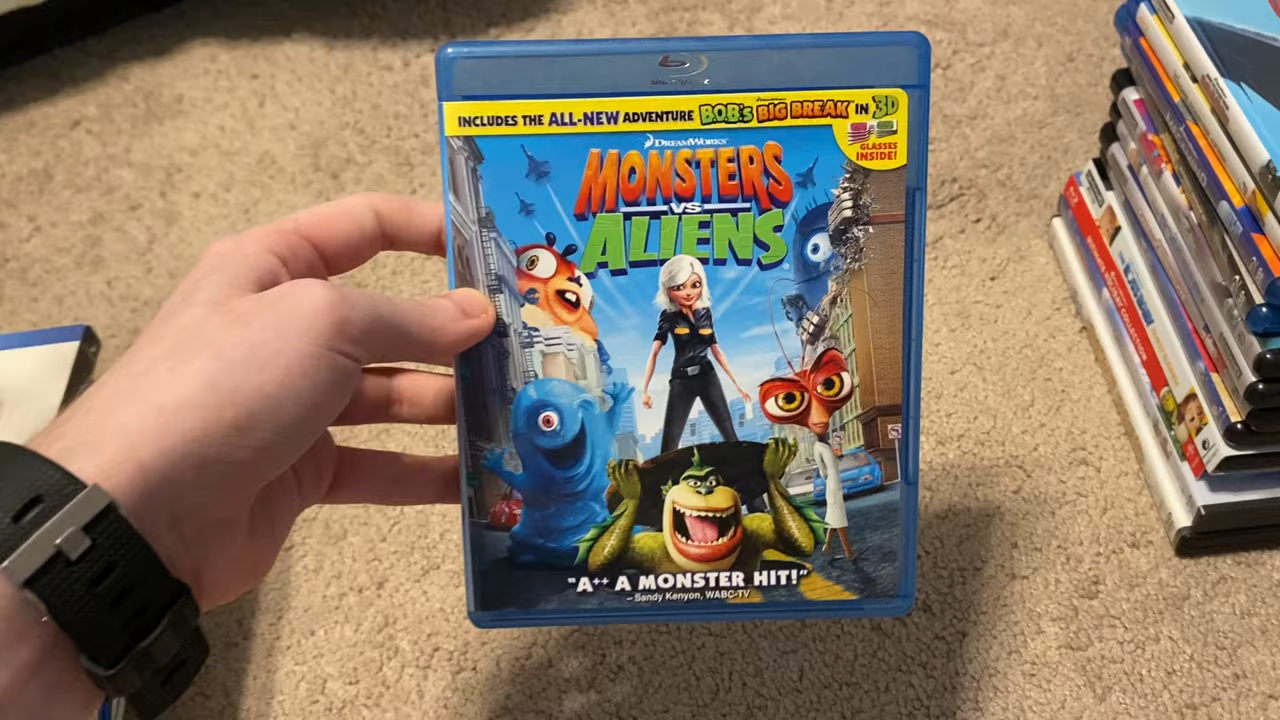 INCLUDES THE ALL-NEW ADVENTURE B.O.B.'s BIG BREAK IN 3D
GLASSES
INSIDE!
DREAMWORKS
MONSTERS
VS
ALIENS
"A++ A MONSTER HIT!"
– Sandy Kenyon, WABC-TV